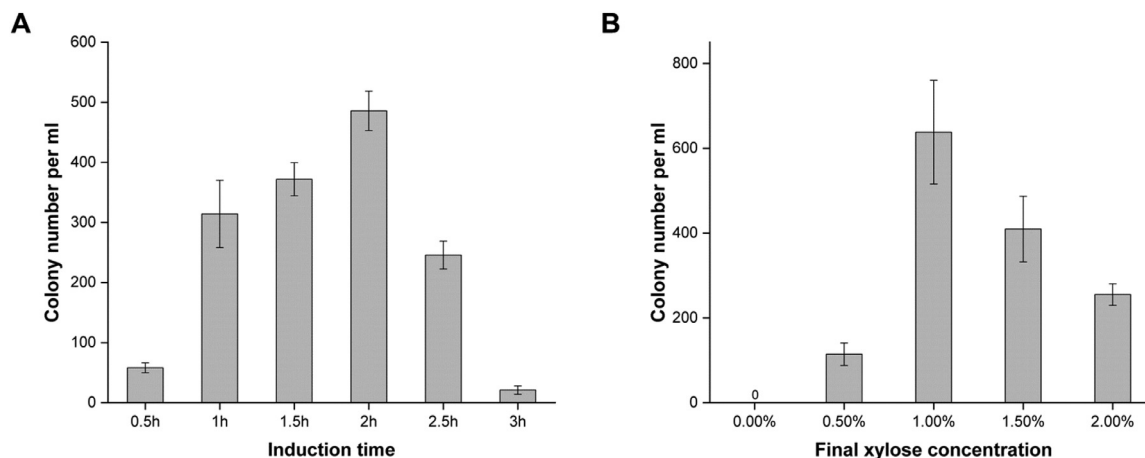 A
Colony number per ml
600
500
400
300
200
100
0
0.5h 1h 1.5h 2h 2.5h 3h
Induction time
B
Colony number per ml
800
600
400
200
0
0
0.00% 0.50% 1.00% 1.50% 2.00%
Final xylose concentration